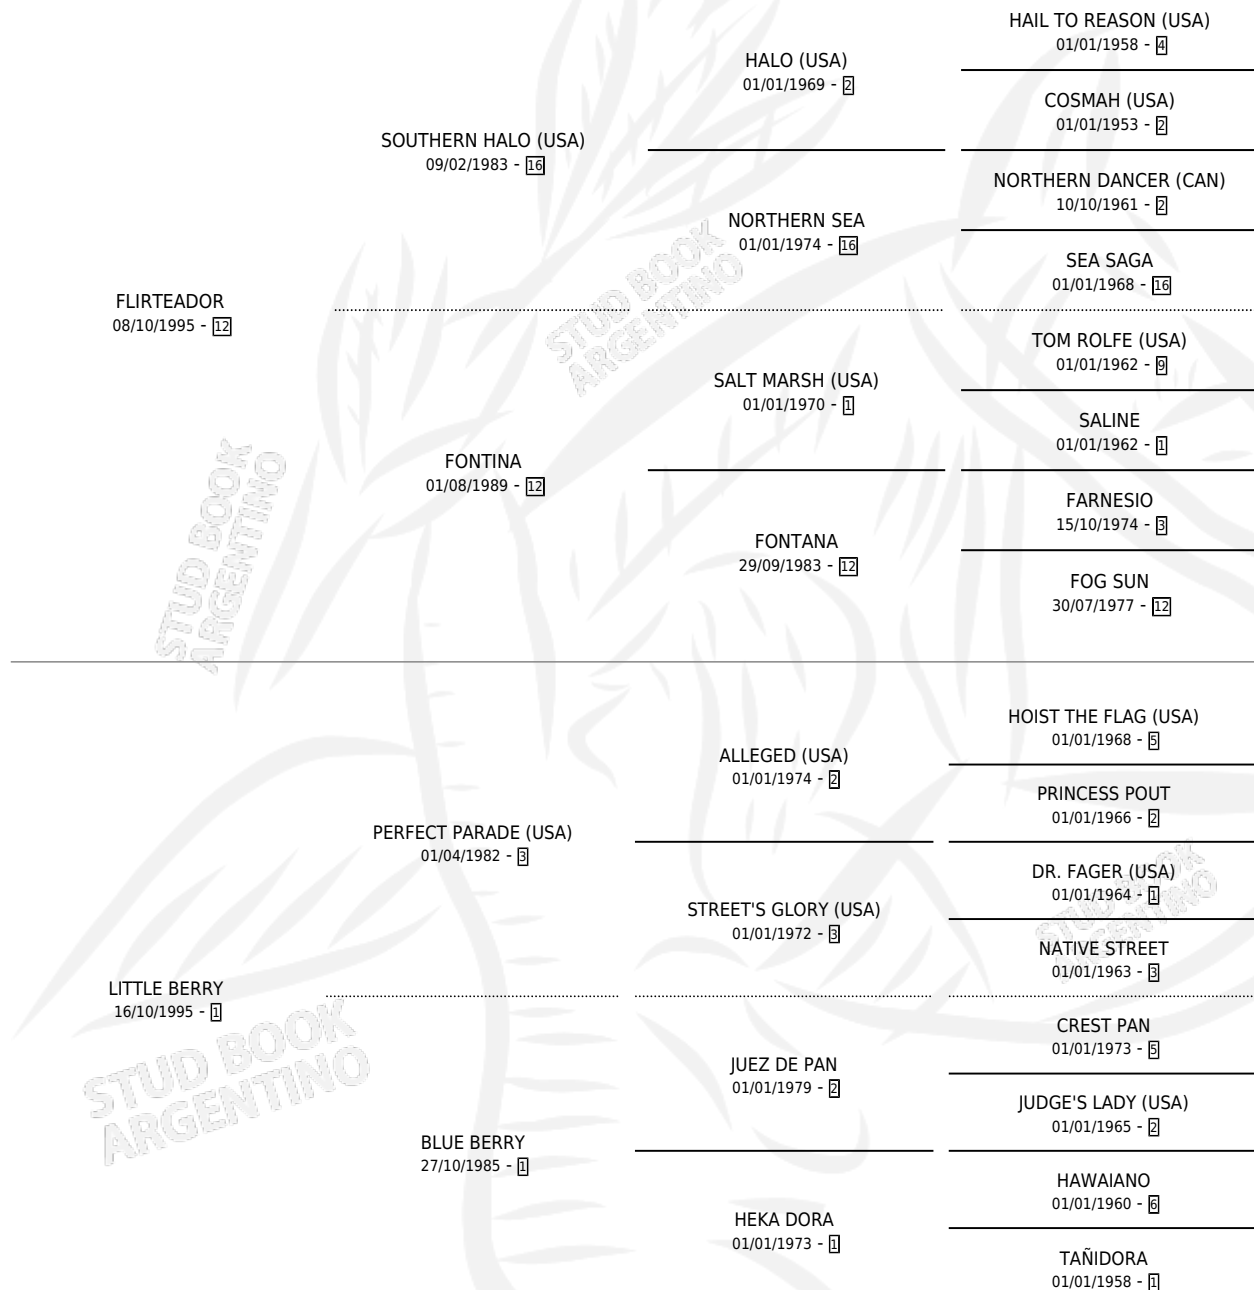 HAIL TO REASON (USA)
01/01/1958 - 4
HALO (USA)
01/01/1969 - 2
COSMAH (USA)
01/01/1953 - 2
SOUTHERN HALO (USA)
09/02/1983 - 16
NORTHERN DANCER (CAN)
10/10/1961 - 2
NORTHERN SEA
01/01/1974 - 16
SEA SAGA
01/01/1968 - 16
FLIRTEADOR
08/10/1995 - 12
STUD BOOK
ARGENTINO
TOM ROLFE (USA)
01/01/1962 - 9
SALT MARSH (USA)
01/01/1970 - 1
SALINE
01/01/1962 - 1
FONTINA
01/08/1989 - 12
FARNESIO
15/10/1974 - 3
FONTANA
29/09/1983 - 12
FOG SUN
30/07/1977 - 12
STUD BOOK
ARGENTINO
HOIST THE FLAG (USA)
01/01/1968 - 5
ALLEGED (USA)
01/01/1974 - 2
PRINCESS POUT
01/01/1966 - 2
PERFECT PARADE (USA)
01/04/1982 - 3
DR. FAGER (USA)
01/01/1964 - 1
STREET'S GLORY (USA)
01/01/1972 - 3
STUD BOOK
ARGENTINO
NATIVE STREET
01/01/1963 - 3
LITTLE BERRY
16/10/1995 - 1
STUD BOOK
ARGENTINO
CREST PAN
01/01/1973 - 5
JUEZ DE PAN
01/01/1979 - 2
JUDGE'S LADY (USA)
01/01/1965 - 2
BLUE BERRY
27/10/1985 - 1
HAWAIANO
01/01/1960 - 6
HEKA DORA
01/01/1973 - 1
TAÑIDORA
01/01/1958 - 1